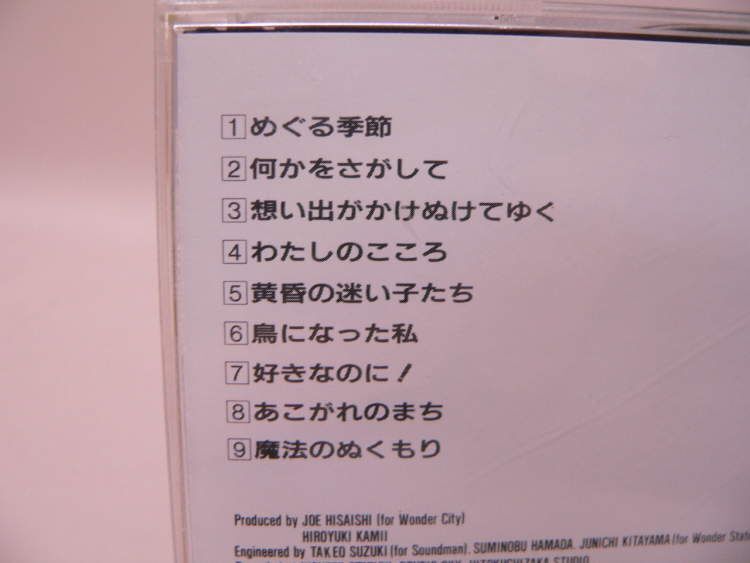 1 めぐる季節
2 何かをさがして
3 想い出がかけぬけてゆく
4 わたしのこころ
5 黄昏の迷い子たち
6 鳥になった私
7 好きなのに!
8 あこがれのまち
9 魔法のぬくもり
Produced by JOE HISAISHI (for Wonder City)
HIROYUKI KAMII
Engineered by TAKEO SUZUKI (for Soundman), SUMINOBU HAMADA, JUNICHI KITAYAMA (for Wonder